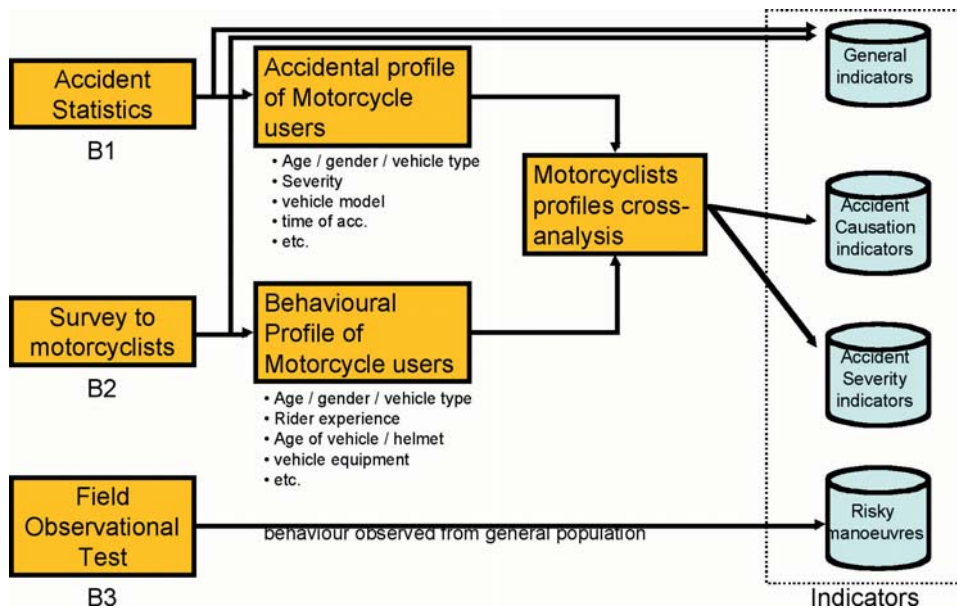 Accident
Statistics
B1
Accidental profile
of Motorcycle
users
• Age / gender / vehicle type
• Severity
• vehicle model
• time of acc.
• etc.
Survey to
motorcyclists
B2
Behavioural
Profile of
Motorcycle users
• Age / gender / vehicle type
• Rider experience
• Age of vehicle / helmet
• vehicle equipment
• etc.
Motorcyclists
profiles cross-
analysis
Field
Observational
Test
B3
behaviour observed from general population
General
indicators
Accident
Causation
indicators
Accident
Severity
indicators
Risky
manoeuvres
Indicators